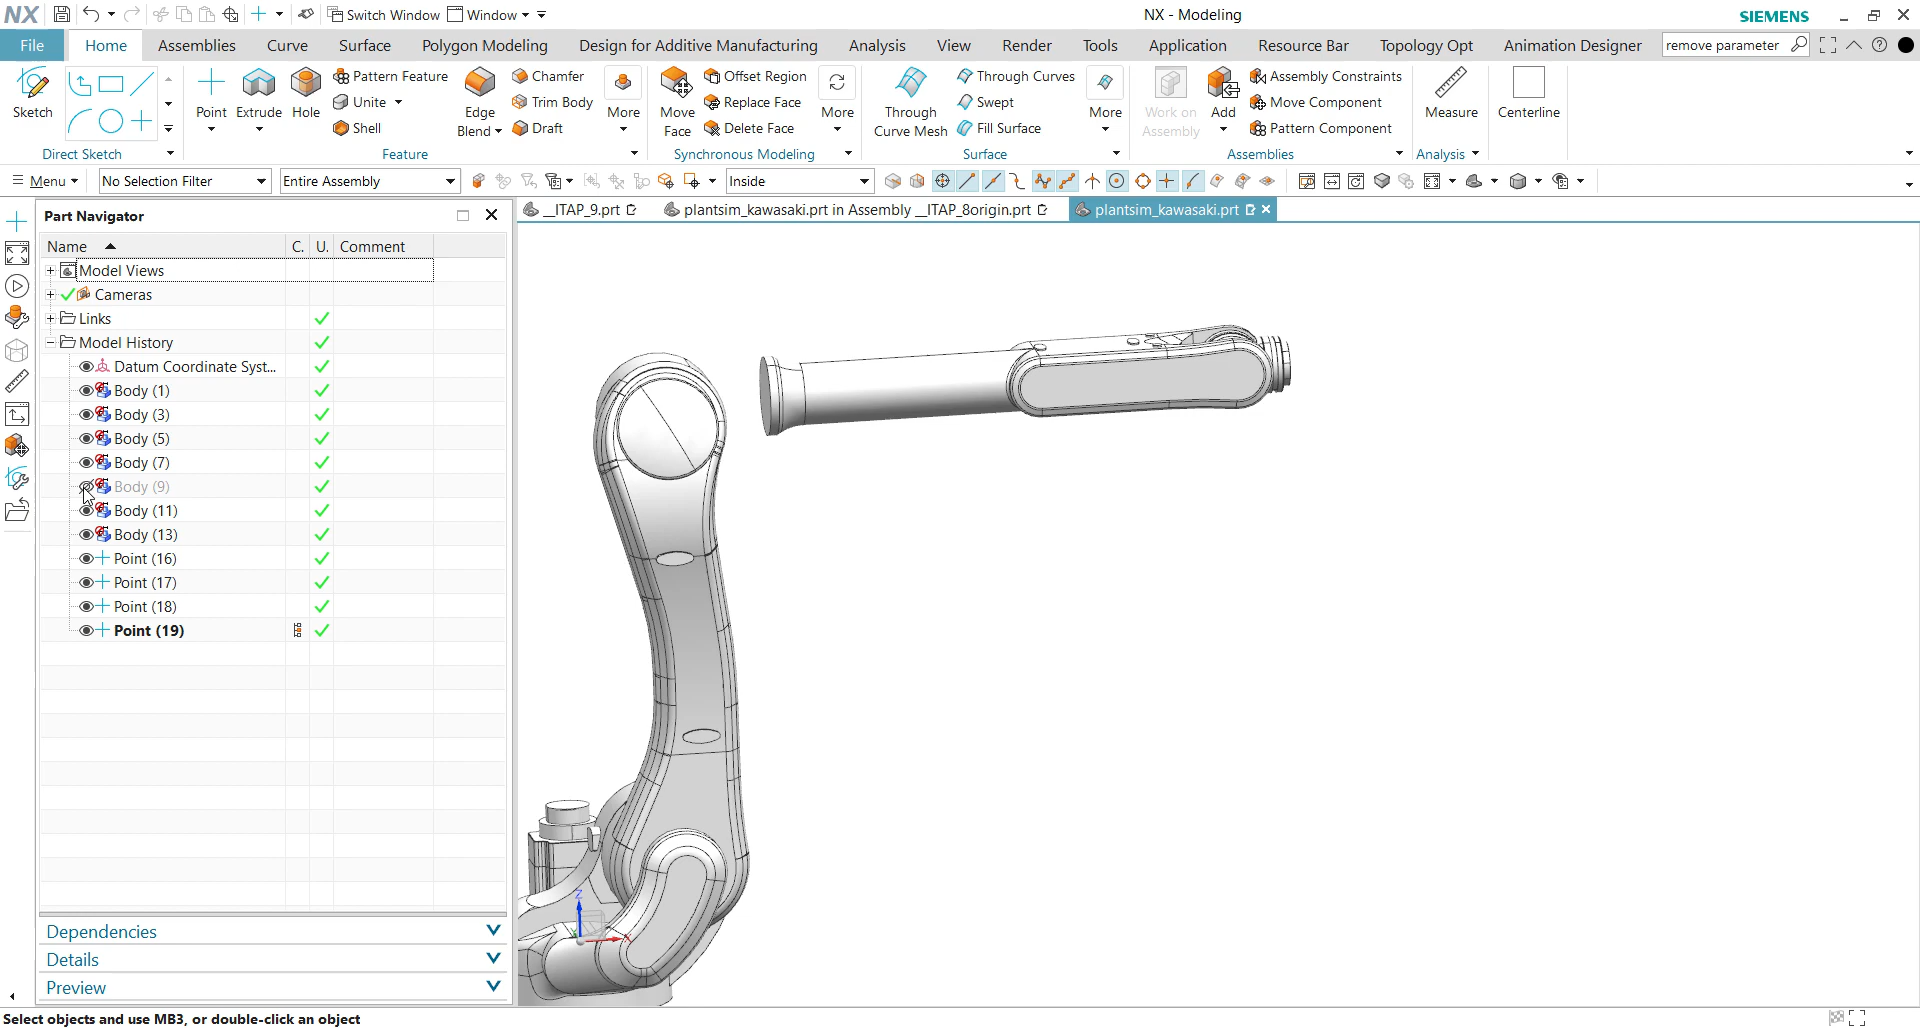 NX
Switch Window
Window
NX - Modeling
SIEMENS
File
Home
Assemblies
Curve
Surface
Polygon Modeling
Design for Additive Manufacturing
Analysis
View
Render
Tools
Application
Resource Bar
Topology Opt
Animation Designer
remove parameter
Sketch
Direct Sketch
Point
Extrude
Hole
Pattern Feature
Unite
Shell
Edge
Blend
Chamfer
Trim Body
Draft
More
Feature
Move
Face
Offset Region
Replace Face
Delete Face
More
Synchronous Modeling
Through
Curve Mesh
Through Curves
Swept
Fill Surface
More
Surface
Work on
Assembly
Add
Assembly Constraints
Move Component
Pattern Component
Assemblies
Measure
Analysis
Centerline
Menu
No Selection Filter
Entire Assembly
Inside
Part Navigator
__ITAP_9.prt
plantsim_kawasaki.prt in Assembly __ITAP_8origin.prt
plantsim_kawasaki.prt
Name
C.
U.
Comment
Model Views
Cameras
Links
Model History
Datum Coordinate Syst...
Body (1)
Body (3)
Body (5)
Body (7)
Body (9)
Body (11)
Body (13)
Point (16)
Point (17)
Point (18)
Point (19)
Z
X
Dependencies
Details
Preview
Select objects and use MB3, or double-click an object